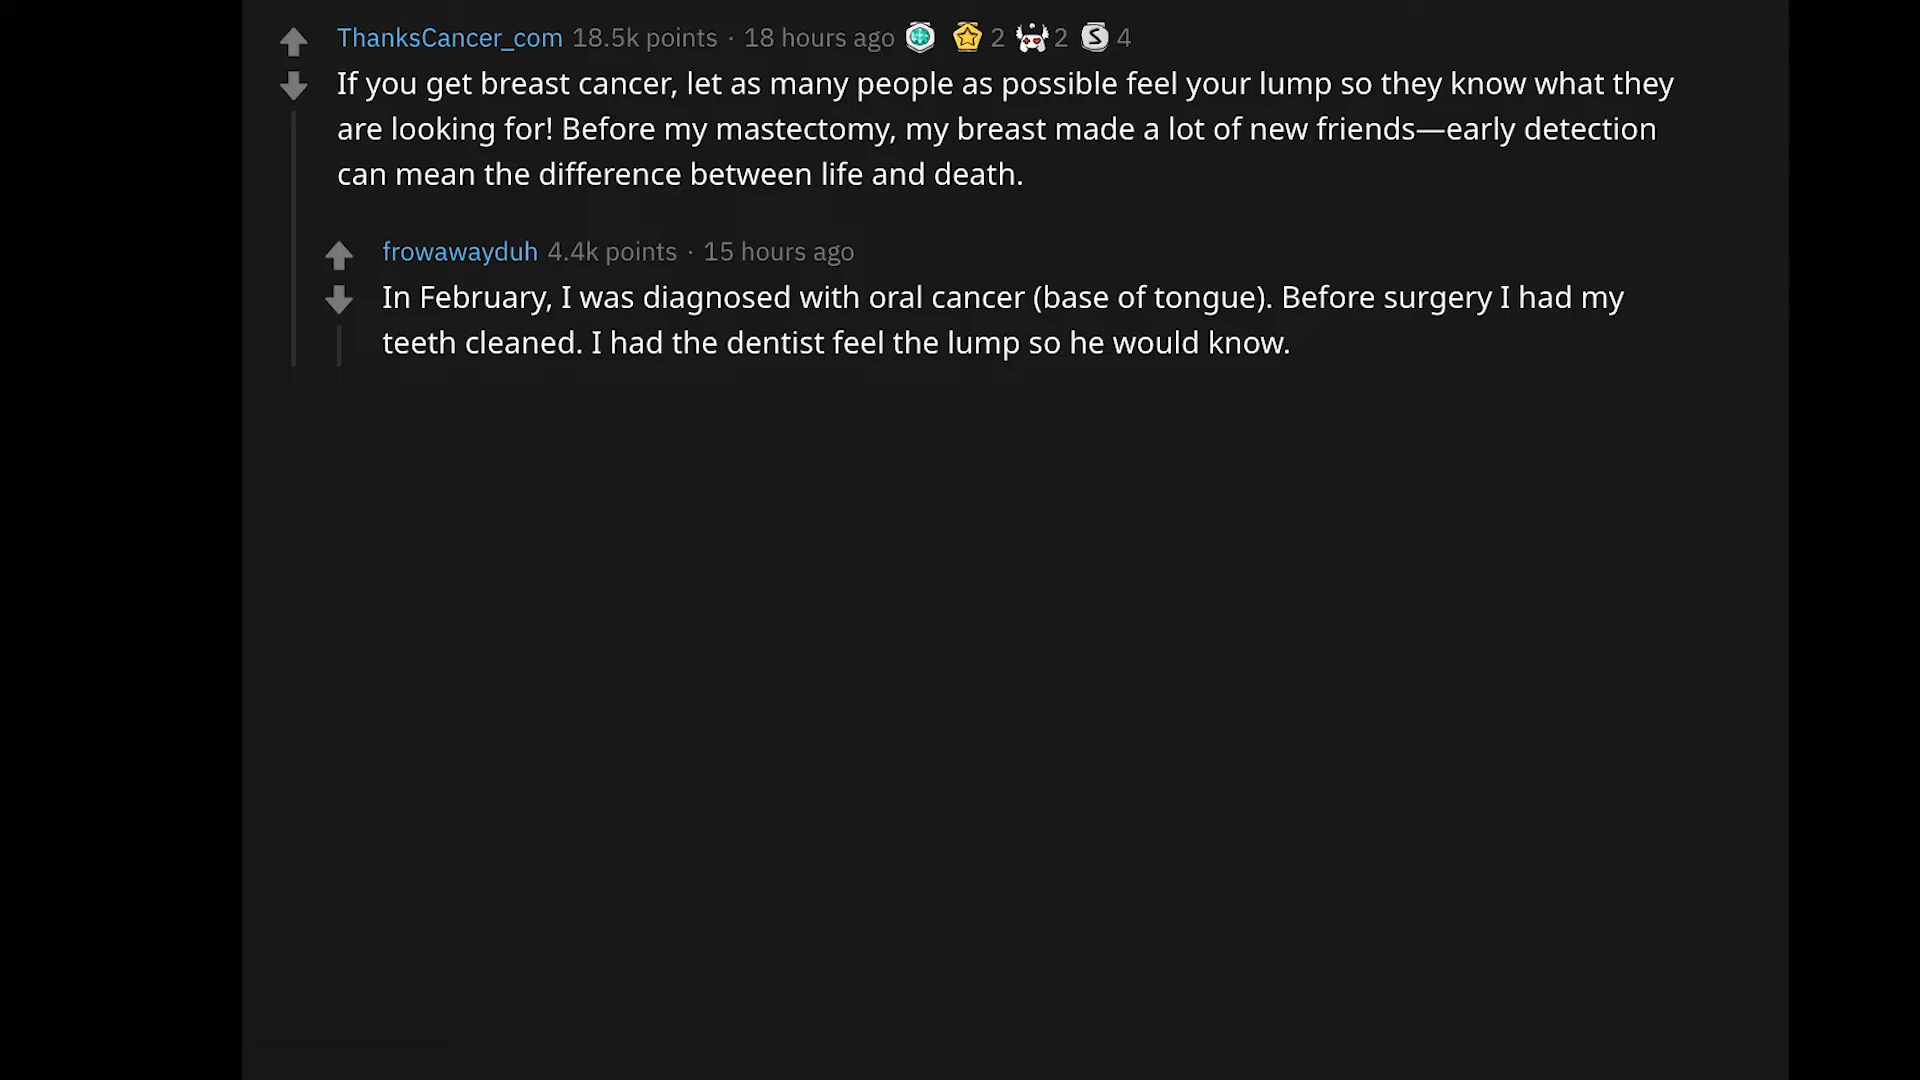 ThanksCancer_com 18.5k points · 18 hours ago 2 2 S 4
If you get breast cancer, let as many people as possible feel your lump so they know what they
are looking for! Before my mastectomy, my breast made a lot of new friends—early detection
can mean the difference between life and death.
frowawayduh 4.4k points · 15 hours ago
In February, I was diagnosed with oral cancer (base of tongue). Before surgery I had my
teeth cleaned. I had the dentist feel the lump so he would know.